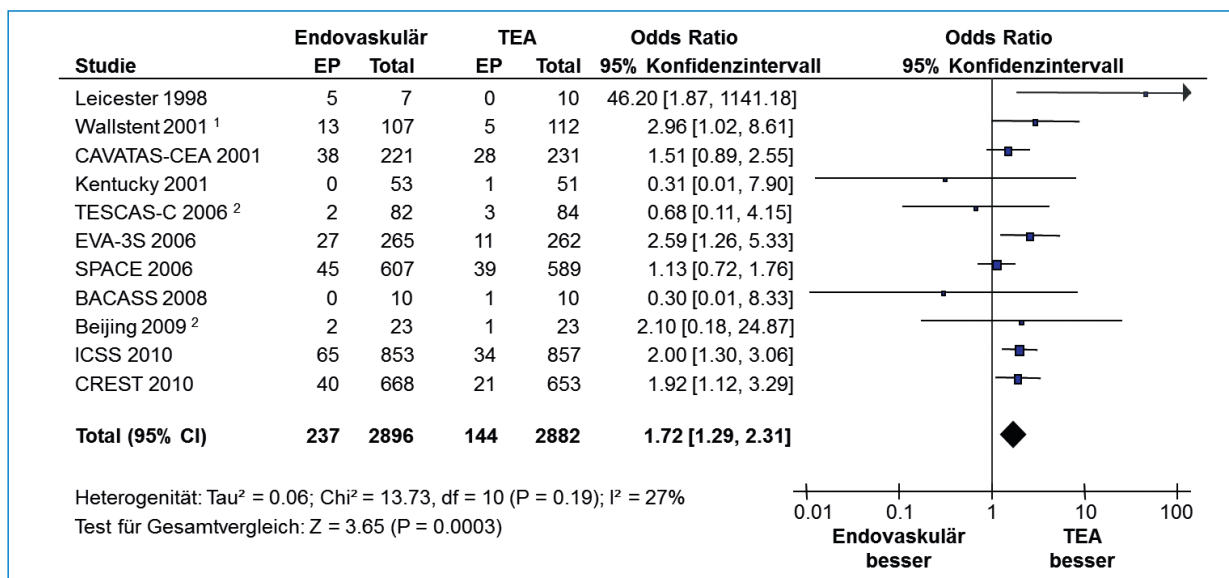 Endovaskulär TEA Odds Ratio Odds Ratio
Studie EP Total EP Total 95% Konfidenzintervall 95% Konfidenzintervall
Leicester 1998 5 7 0 10 46.20 [1.87, 1141.18]
Wallstent 2001 ¹ 13 107 5 112 2.96 [1.02, 8.61]
CAVATAS-CEA 2001 38 221 28 231 1.51 [0.89, 2.55]
Kentucky 2001 0 53 1 51 0.31 [0.01, 7.90]
TESCAS-C 2006 ² 2 82 3 84 0.68 [0.11, 4.15]
EVA-3S 2006 27 265 11 262 2.59 [1.26, 5.33]
SPACE 2006 45 607 39 589 1.13 [0.72, 1.76]
BACASS 2008 0 10 1 10 0.30 [0.01, 8.33]
Beijing 2009 ² 2 23 1 23 2.10 [0.18, 24.87]
ICSS 2010 65 853 34 857 2.00 [1.30, 3.06]
CREST 2010 40 668 21 653 1.92 [1.12, 3.29]
Total (95% CI) 237 2896 144 2882 1.72 [1.29, 2.31]
Heterogenität: Tau² = 0.06; Chi² = 13.73, df = 10 (P = 0.19); I² = 27%
Test für Gesamtvergleich: Z = 3.65 (P = 0.0003)
0.01 0.1 1 10 100
Endovaskulär TEA
besser besser